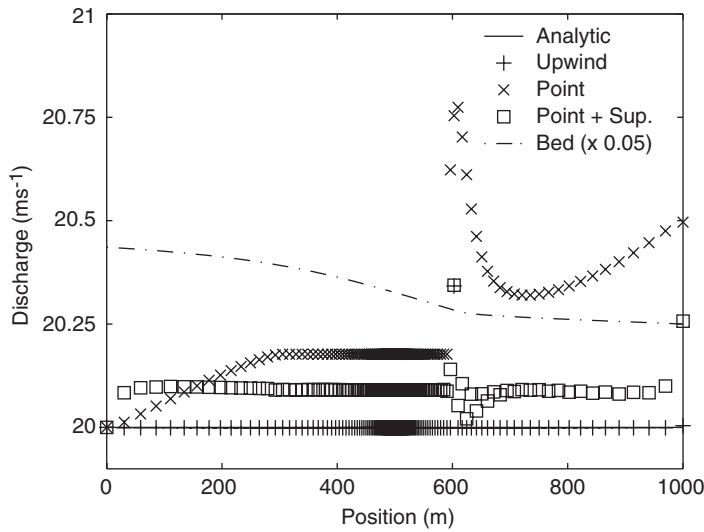 21
20.75
20.5
20.25
20
Discharge (ms-1)
Analytic
Upwind
Point
Point + Sup.
Bed (x 0.05)
0
200
400
600
800
1000
Position (m)